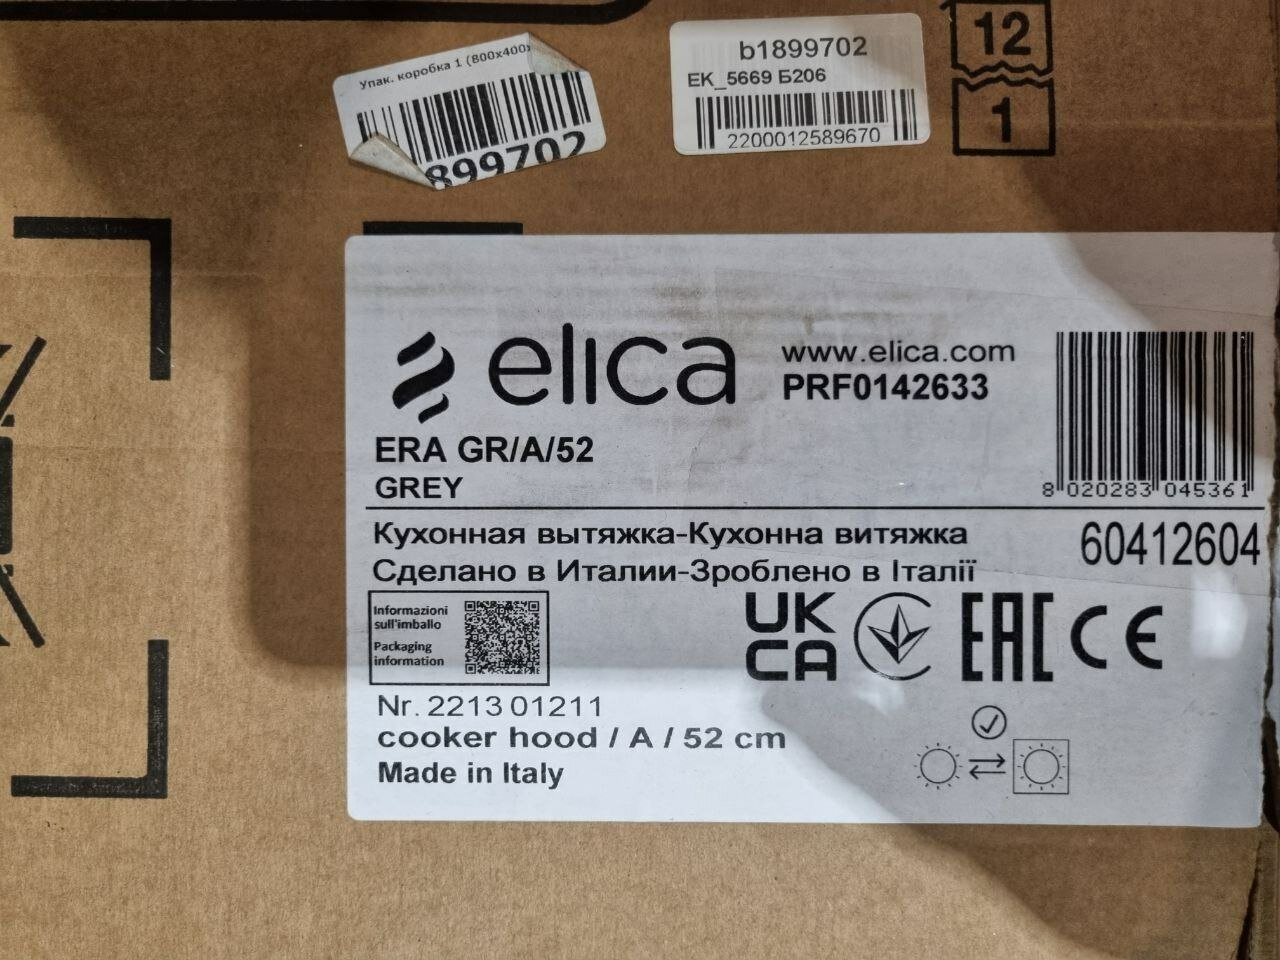 Упак. коробка 1 (800x400x
899702
b1899702
EK_5669 Б206
2200012589670
12
1
elica
www.elica.com
PRF0142633
ERA GR/A/52
GREY
8 020283 045361
Кухонная вытяжка-Кухонна витяжка
60412604
Сделано в Италии-Зроблено в Італії
Informazioni
sull'imballo
Packaging
information
UK
CA
EAC
CE
Nr. 2213 01211
cooker hood / A / 52 cm
Made in Italy